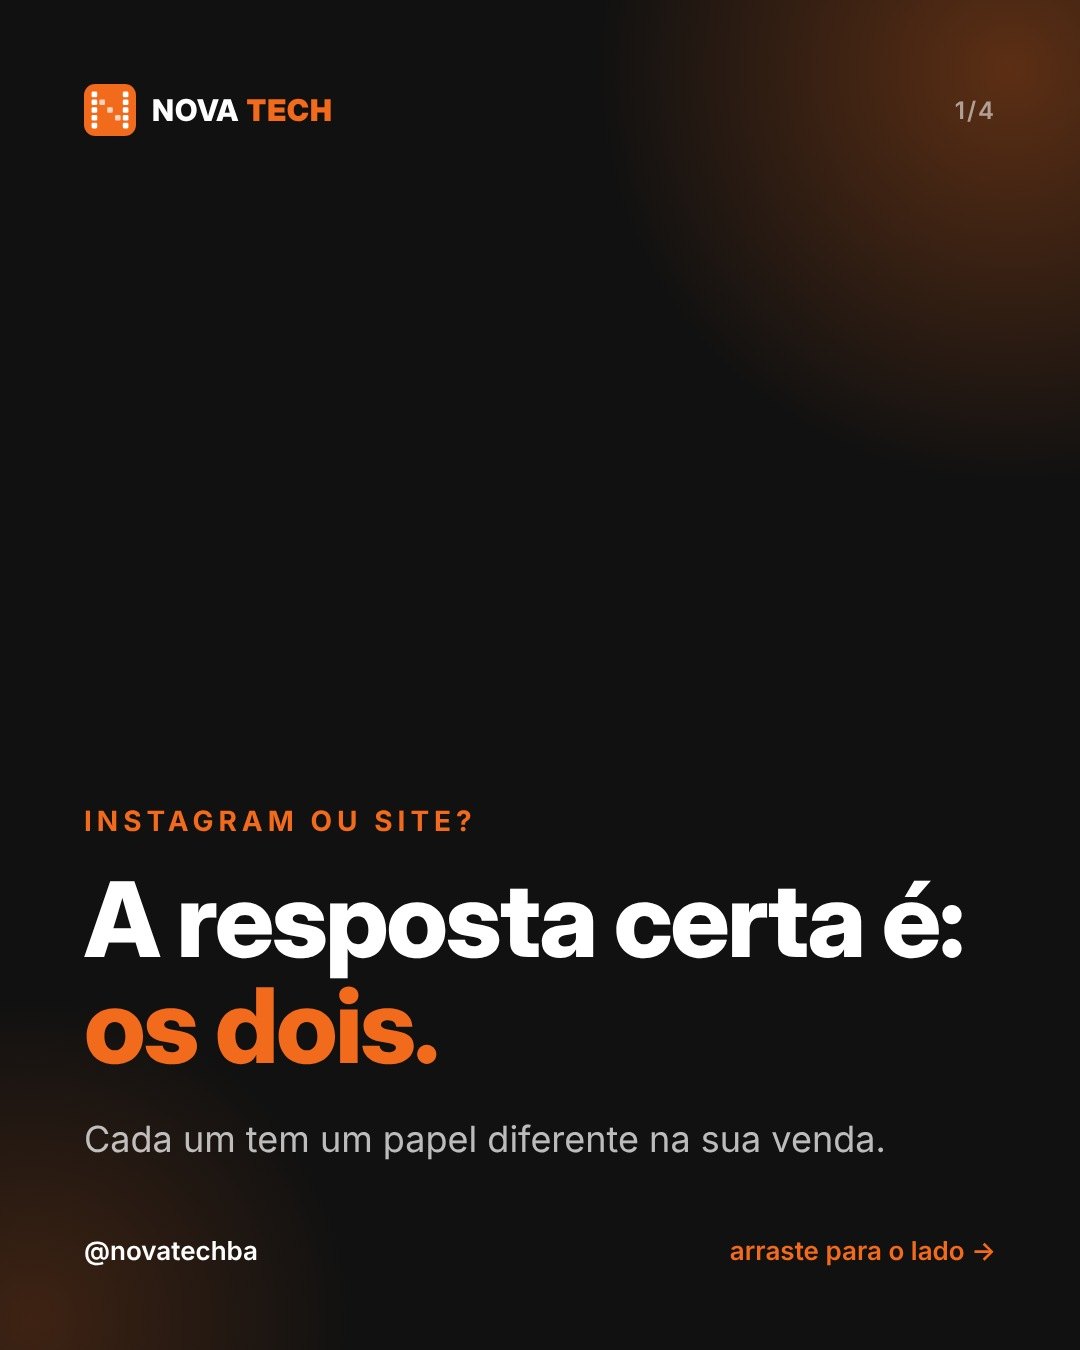 NOVA TECH
1/4
INSTAGRAM OU SITE?
A resposta certa é:
os dois.
Cada um tem um papel diferente na sua venda.
@novatechba
arraste para o lado →